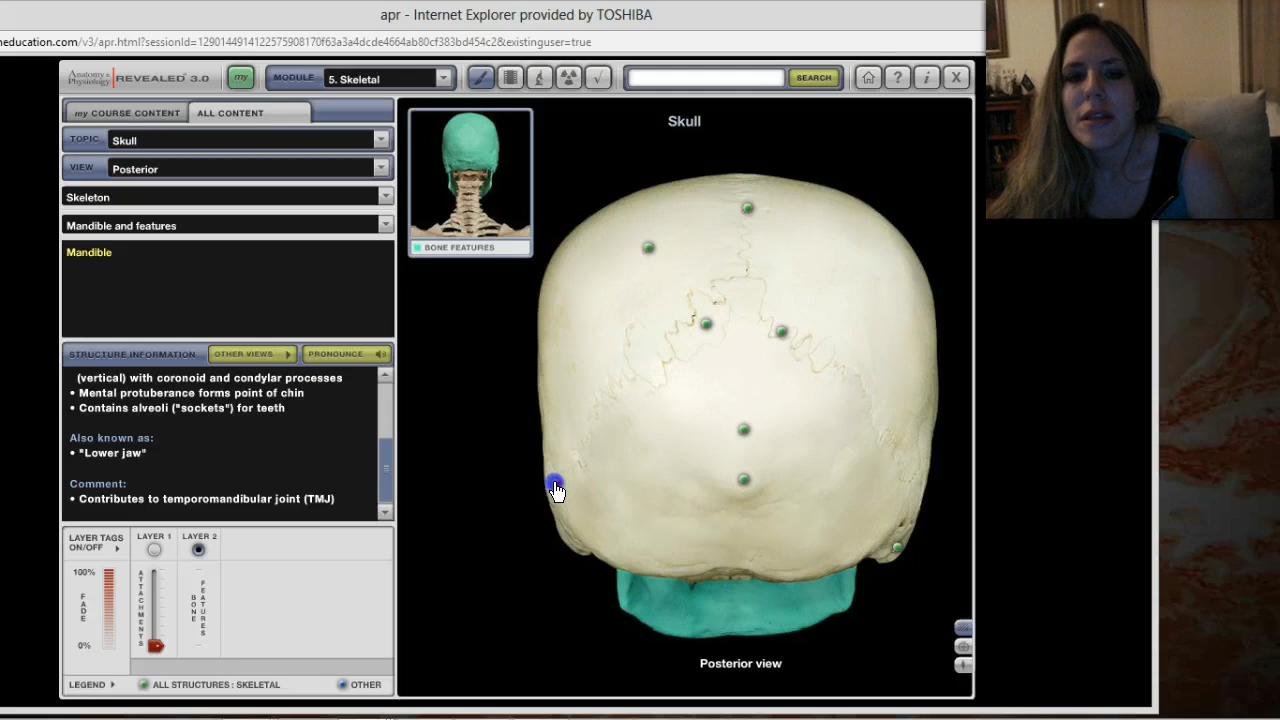 apr - Internet Explorer provided by TOSHIBA
neducation.com/v3/apr.html?sessionId=1290144914122575908170f63a3a4dcde4664ab80cf383bd454c2&existinguser=true
Anatomy & Physiology REVEALED 3.0
my
MODULE 5. Skeletal
SEARCH
? i X
my COURSE CONTENT ALL CONTENT
TOPIC Skull
VIEW Posterior
Skeleton
Mandible and features
Mandible
BONE FEATURES
Skull
STRUCTURE INFORMATION OTHER VIEWS PRONOUNCE
(vertical) with coronoid and condylar processes
• Mental protuberance forms point of chin
• Contains alveoli ("sockets") for teeth
Also known as:
• "Lower jaw"
Comment:
• Contributes to temporomandibular joint (TMJ)
LAYER TAGS ON/OFF
LAYER 1 LAYER 2
100%
FADE
0%
ATTACHMENTS
BONE FEATURES
LEGEND ALL STRUCTURES : SKELETAL OTHER
Posterior view